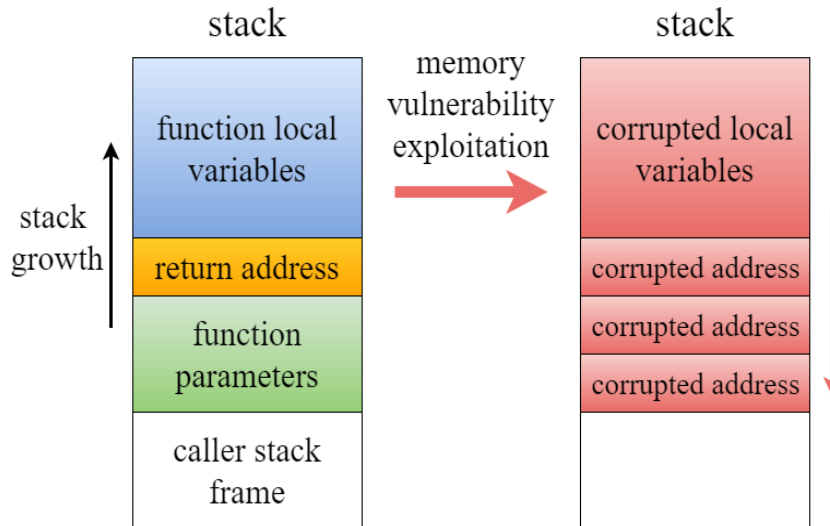 stack
function local
variables
return address
function
parameters
caller stack
frame
stack
growth
memory
vulnerability
exploitation
stack
corrupted local
variables
corrupted address
corrupted address
corrupted address